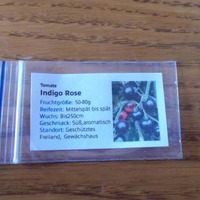 Tomate
Indigo Rose
Fruchtgröße: 50-80g
Reifezeit: Mittelspät bis spät
Wuchs: Bis250cm
Geschmack: Süß,aromatisch
Standort: Geschütztes
Freiland, Gewächshaus